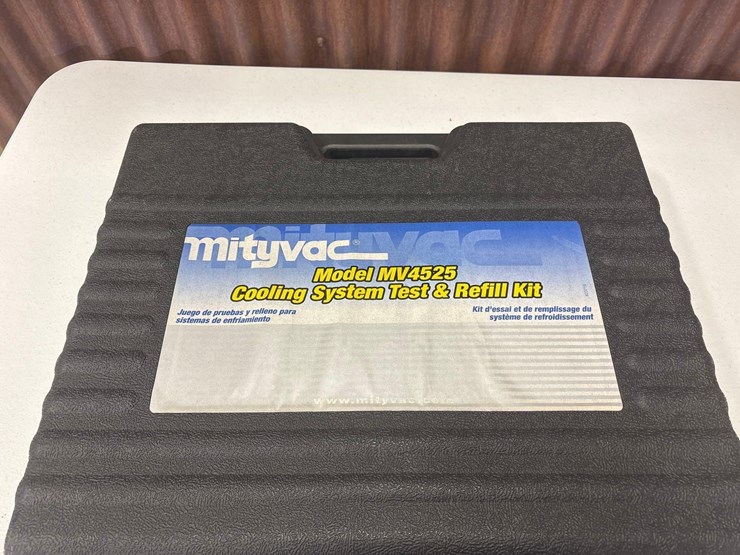 mityvac
mityvac®
Model MV4525
Cooling System Test & Refill Kit
Juego de pruebas y relleno para
sistemas de enfriamiento
Kit d'essai et de remplissage du
système de refroidissement
www.mityvac.com